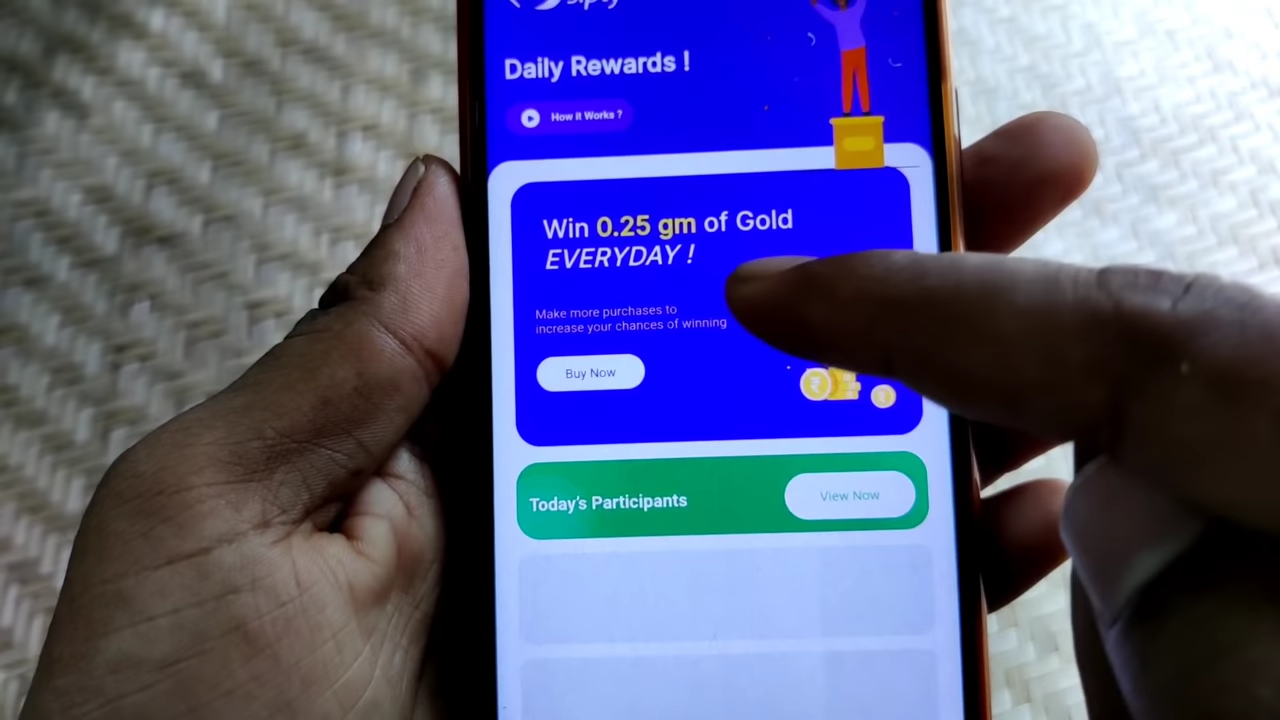 Daily Rewards !
How it Works ?
Win 0.25 gm of Gold
EVERYDAY !
Make more purchases to
increase your chances of winning
Buy Now
Today's Participants
View Now